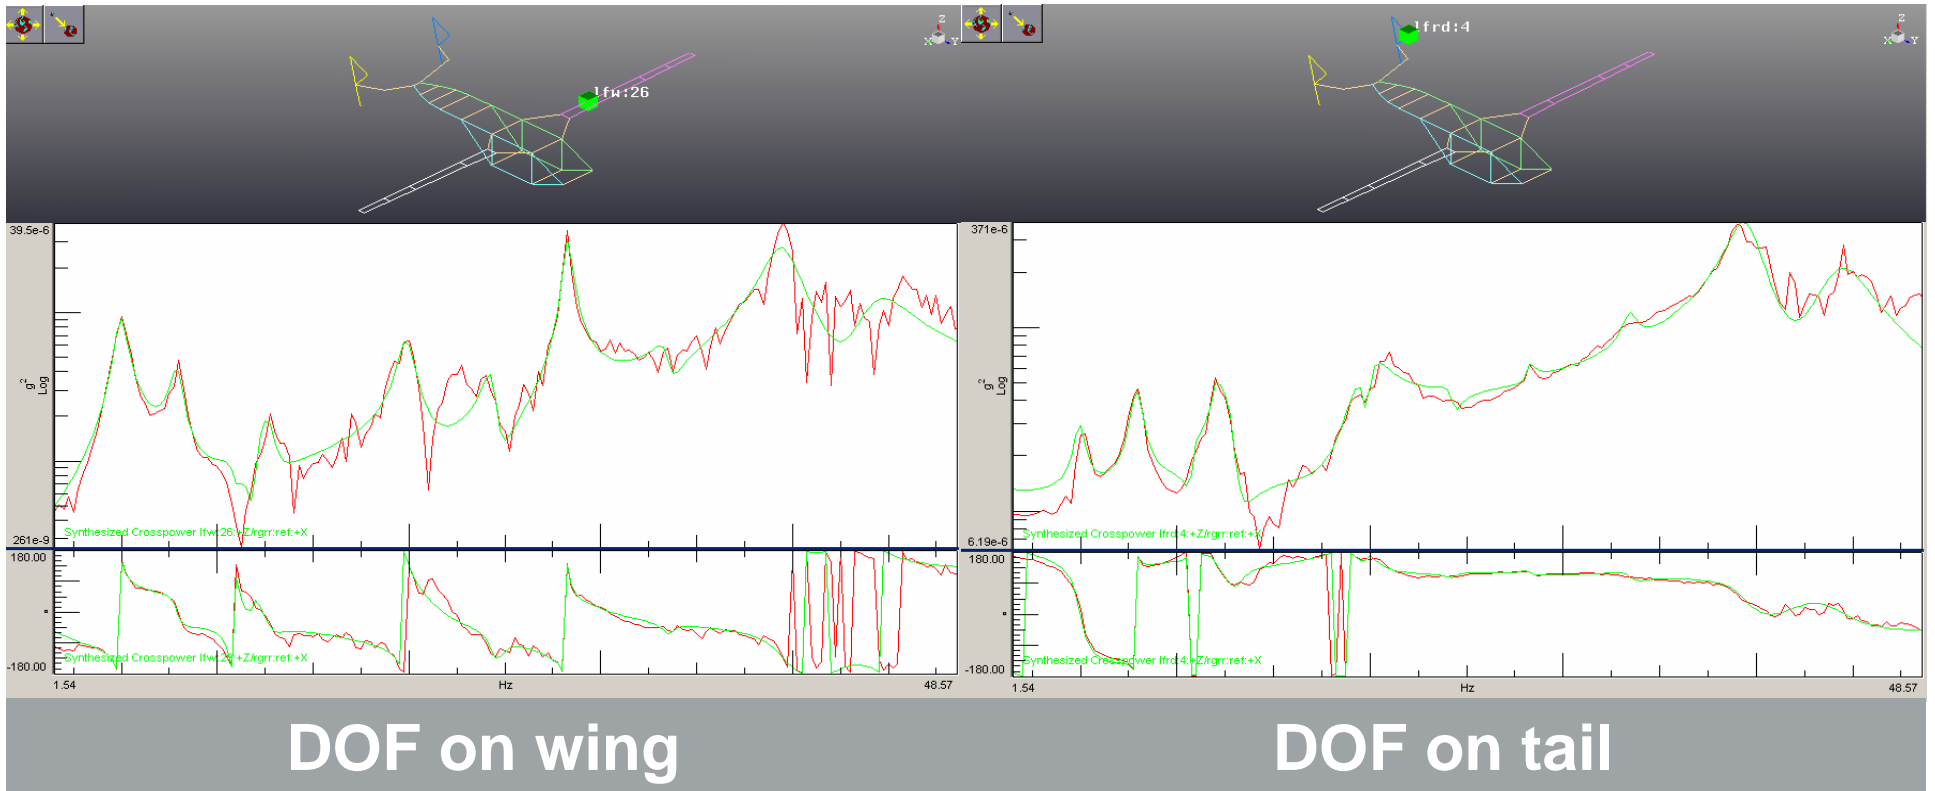 Z
X Y
lfw:26
39.5e-6
g²
Log
Synthesized Crosspower lfw:26:+Z/rgrr:ref:+X
261e-9
180.00
°
Synthesized Crosspower lfw:26:+Z/rgrr:ref:+X
-180.00
1.54
Hz
48.57
DOF on wing
Z
X Y
lfrd:4
371e-6
g²
Log
Synthesized Crosspower lfrd:4:+Z/rgrr:ref:+X
6.19e-6
180.00
°
Synthesized Crosspower lfrd:4:+Z/rgrr:ref:+X
-180.00
1.54
Hz
48.57
DOF on tail